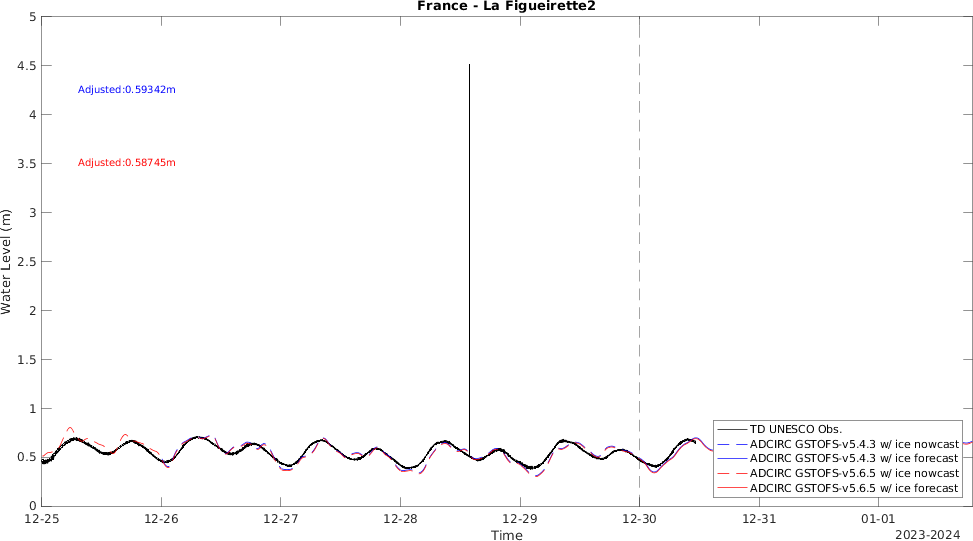 France - La Figueirette2
5
4.5
4
3.5
3
2.5
2
1.5
1
0.5
0
Water Level (m)
Adjusted:0.59342m
Adjusted:0.58745m
TD UNESCO Obs.
ADCIRC GSTOFS-v5.4.3 w/ ice nowcast
ADCIRC GSTOFS-v5.4.3 w/ ice forecast
ADCIRC GSTOFS-v5.6.5 w/ ice nowcast
ADCIRC GSTOFS-v5.6.5 w/ ice forecast
12-25 12-26 12-27 12-28 12-29 12-30 12-31 01-01
Time
2023-2024